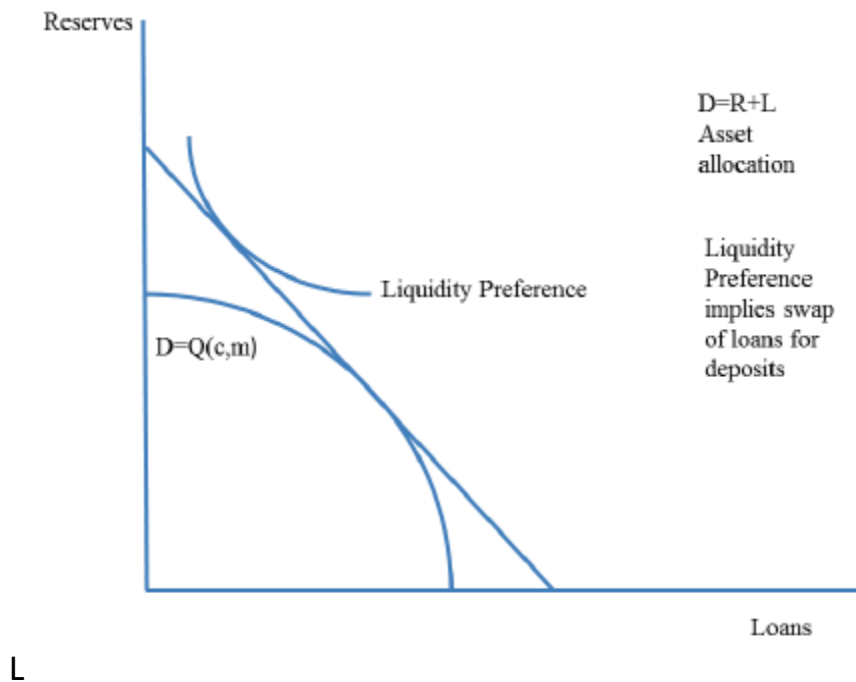 Reserves
D=R+L
Asset
allocation
Liquidity
Preference
implies swap
of loans for
deposits
Liquidity Preference
D=Q(c,m)
Loans
L